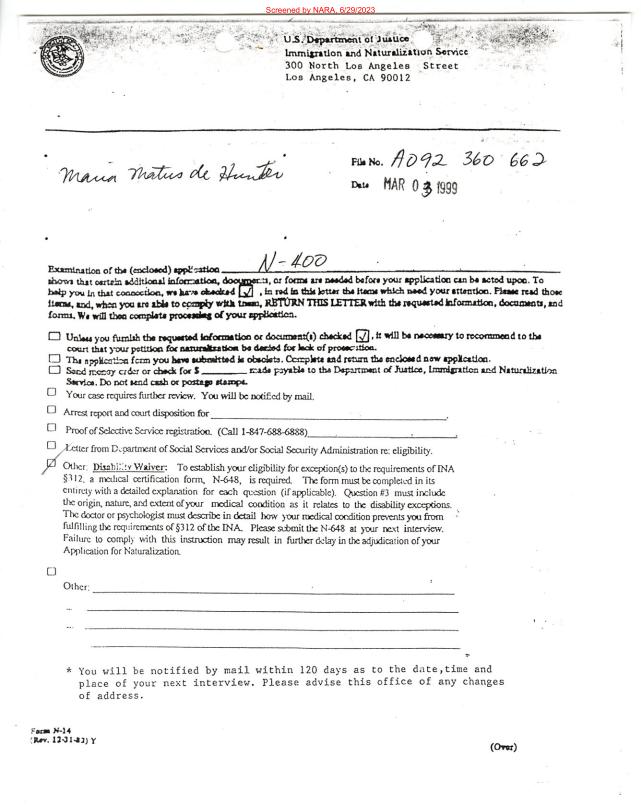 Screened by NARA, 6/29/2023
U.S. Department of Justice
Immigration and Naturalization Service
300 North Los Angeles Street
Los Angeles, CA 90012
Maria Matus de Hunter
File No. A092 360 662
Date MAR 03 1999
Examination of the (enclosed) application N-400
shows that certain additional information, documents, or forms are needed before your application can be acted upon. To
help you in that connection, we have checked ☑, in red in this letter the items which need your attention. Please read those
items, and, when you are able to comply with them, RETURN THIS LETTER with the requested information, documents, and
forms. We will then complete processing of your application.
☐ Unless you furnish the requested information or document(s) checked ☑, it will be necessary to recommend to the
court that your petition for naturalization be denied for lack of prosecution.
☐ The application form you have submitted is obsolete. Complete and return the enclosed new application.
☐ Send money order or check for $ ________ made payable to the Department of Justice, Immigration and Naturalization
Service. Do not send cash or postage stamps.
☐ Your case requires further review. You will be notified by mail.
☐ Arrest report and court disposition for ________
☐ Proof of Selective Service registration. (Call 1-847-688-6888)________
☐ Letter from Department of Social Services and/or Social Security Administration re: eligibility.
☑ Other: Disability Waiver: To establish your eligibility for exception(s) to the requirements of INA
§312, a medical certification form, N-648, is required. The form must be completed in its
entirety with a detailed explanation for each question (if applicable). Question #3 must include
the origin, nature, and extent of your medical condition as it relates to the disability exceptions.
The doctor or psychologist must describe in detail how your medical condition prevents you from
fulfilling the requirements of §312 of the INA. Please submit the N-648 at your next interview.
Failure to comply with this instruction may result in further delay in the adjudication of your
Application for Naturalization.
☐
Other: ________
* You will be notified by mail within 120 days as to the date,time and
place of your next interview. Please advise this office of any changes
of address.
Form N-14
(Rev. 12-31-83) Y
(Over)